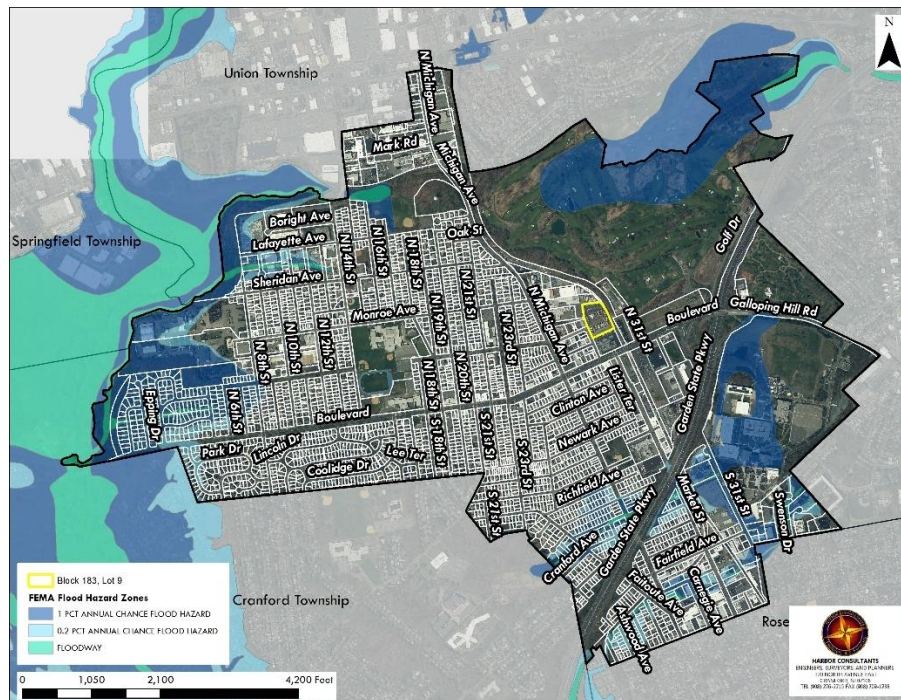 N
Union Township
N Michigan Ave
Mark Rd
Michigan Ave
Springfield Township
Boright Ave
Lafayette Ave
Sheridan Ave
N 14th St
N 16th St
N 18th St
Oak St
Golf Dr
N 8th St
N 10th St
N 12th St
Monroe Ave
N 19th St
N 21st St
N 20th St
N 23rd St
N Michigan Ave
N 31st St
Boulevard
Galloping Hill Rd
Epping Dr
N 6th St
Boulevard
N 18th St
Clinton Ave
Lister Ter
Garden State Pkwy
Park Dr
Lincoln Dr
Coolidge Dr
Lee Ter
S 18th St
S 21st St
S 23rd St
Newark Ave
Richfield Ave
S 21st St
Cranford Ave
Garden State Pkwy
Market St
S 31st St
Swenson Dr
Fairfield Ave
Faitoute Ave
Camegte Ave
Ashwood Ave
Cranford Township
Rose
Block 183, Lot 9
FEMA Flood Hazard Zones
1 PCT ANNUAL CHANCE FLOOD HAZARD
0.2 PCT ANNUAL CHANCE FLOOD HAZARD
FLOODWAY
0 1,050 2,100 4,200 Feet
HARBOR CONSULTANTS
ENGINEERS, SURVEYORS, AND PLANNERS